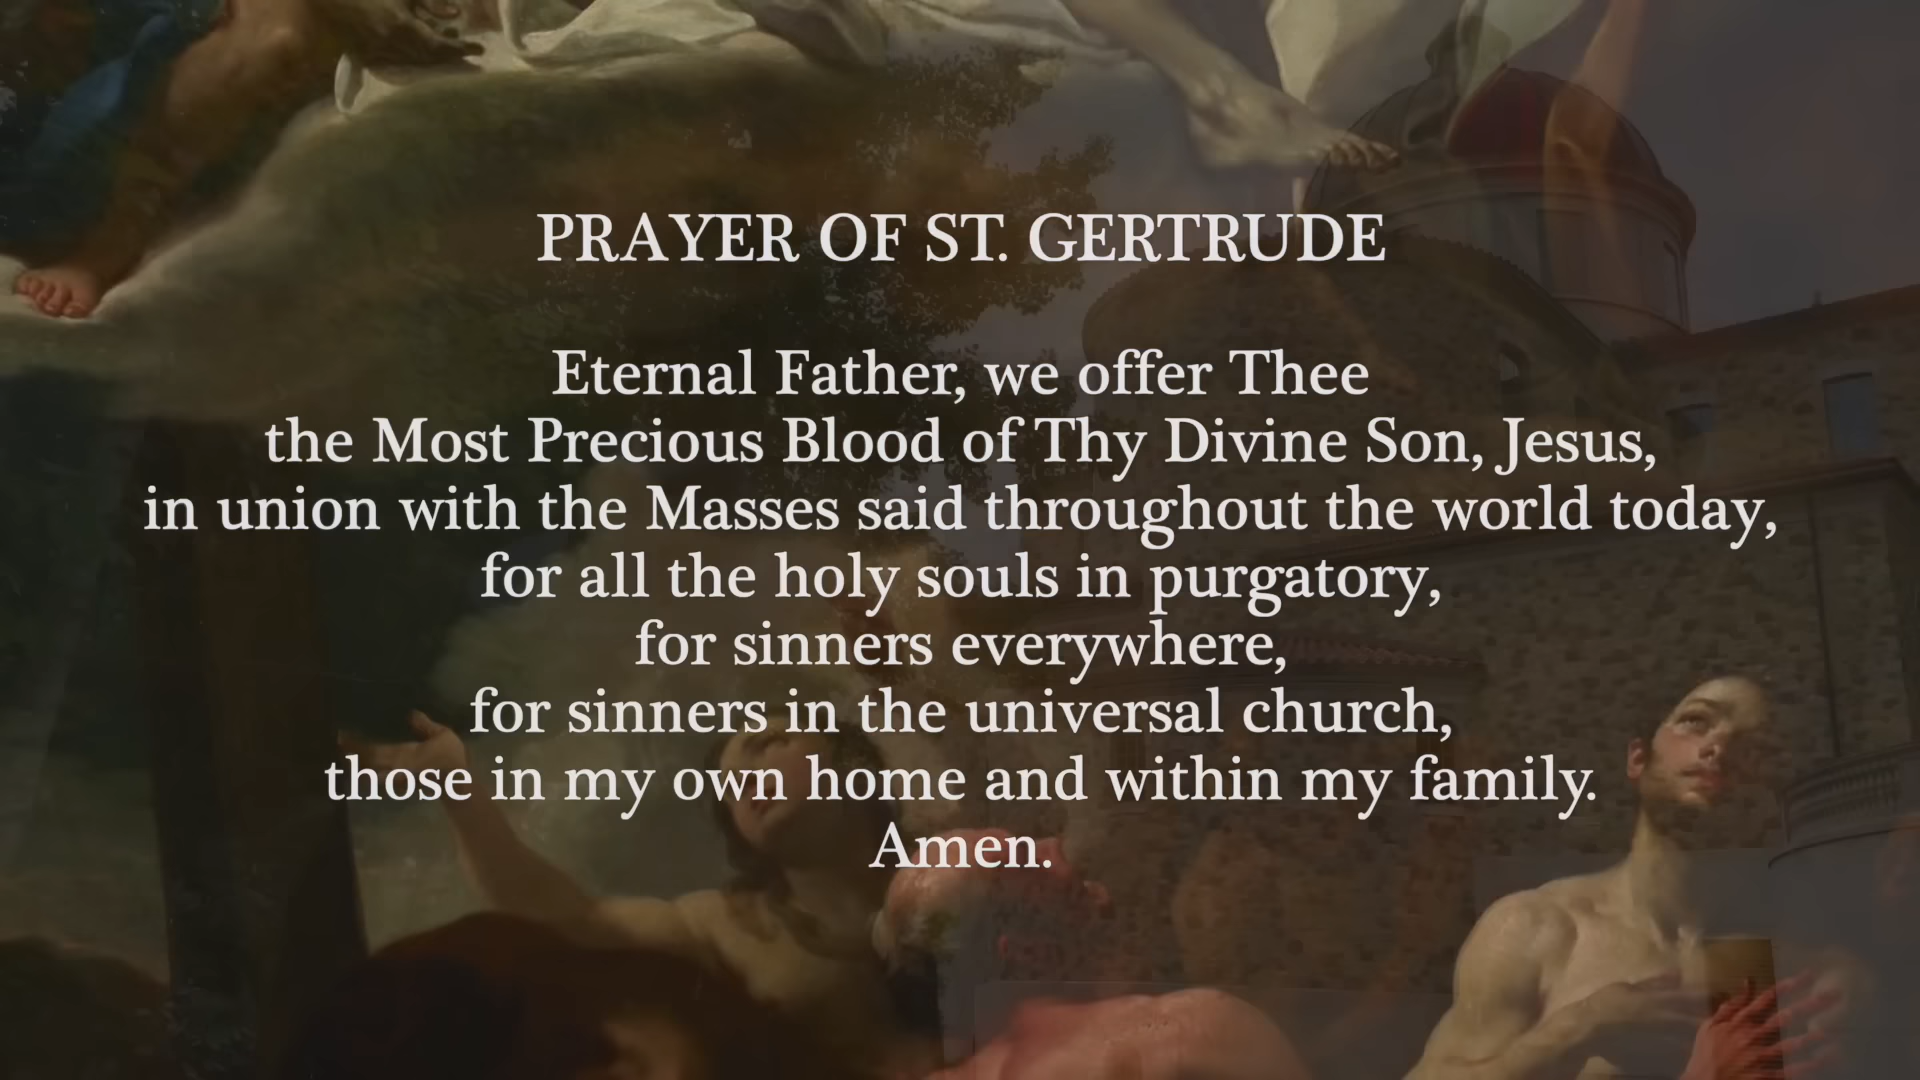 PRAYER OF ST. GERTRUDE
Eternal Father, we offer Thee
the Most Precious Blood of Thy Divine Son, Jesus,
in union with the Masses said throughout the world today,
for all the holy souls in purgatory,
for sinners everywhere,
for sinners in the universal church,
those in my own home and within my family.
Amen.